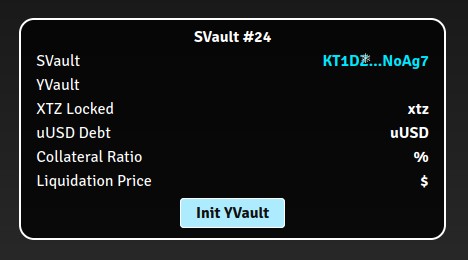 SVault #24
SVault KT1DZ...NoAg7
YVault
XTZ Locked xtz
uUSD Debt uUSD
Collateral Ratio %
Liquidation Price $
Init YVault